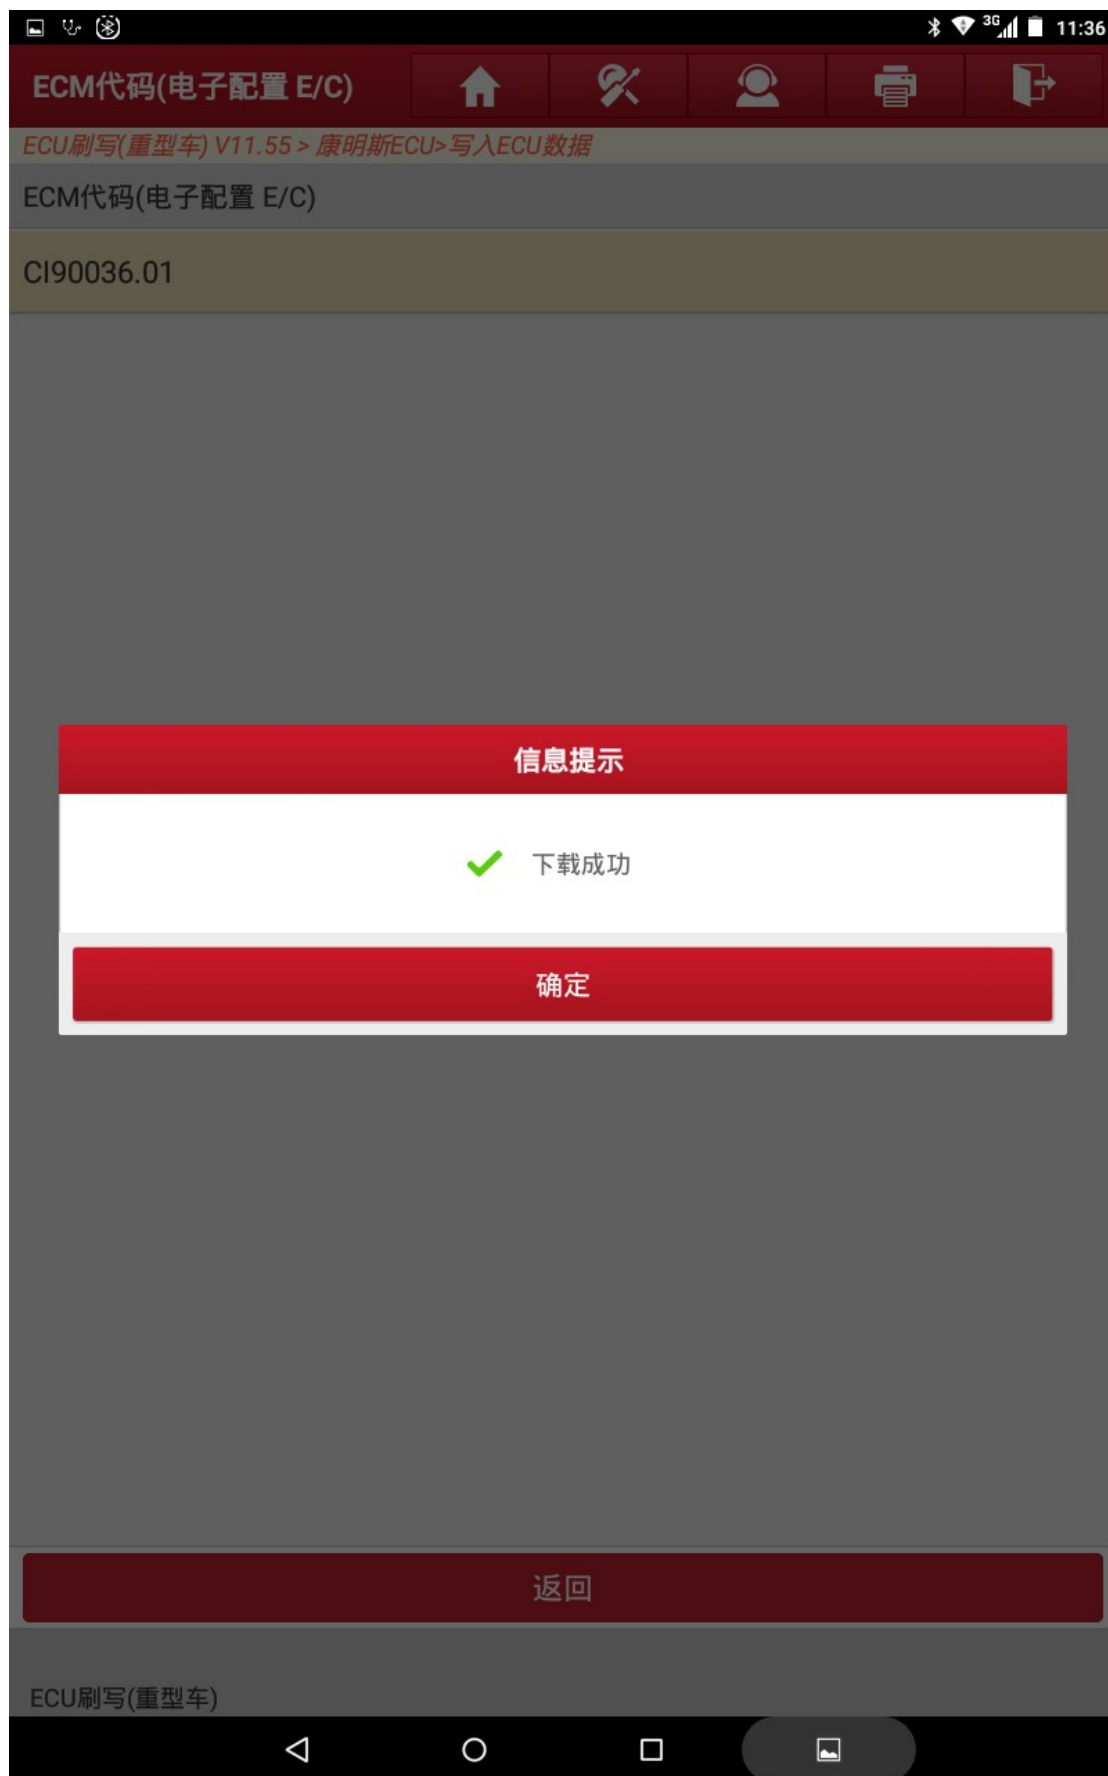 3G 11:36
ECM代码(电子配置 E/C)
ECU刷写(重型车) V11.55 > 康明斯ECU>写入ECU数据
ECM代码(电子配置 E/C)
CI90036.01
信息提示
下载成功
确定
返回
ECU刷写(重型车)